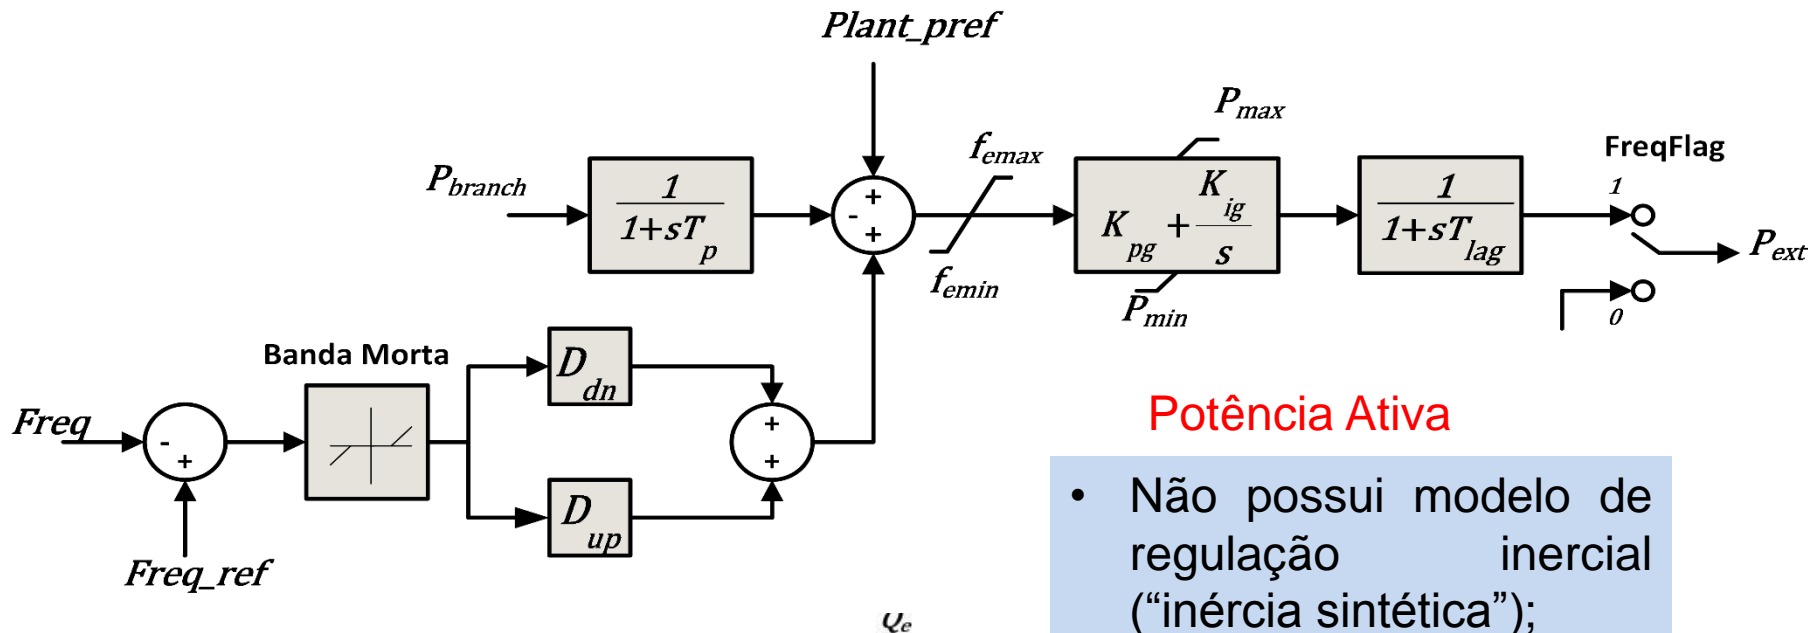 Plant_pref
P_max
f_emax
FreqFlag
P_branch
1
1+sT_p
+
-
+
K_pg + K_ig
s
1
1+sT_lag
1
P_ext
f_emin
P_min
0
Banda Morta
D_dn
Freq
-
+
+
+
D_up
Freq_ref
Potência Ativa
• Não possui modelo de
regulação inercial
(“inércia sintética”);
Q_e